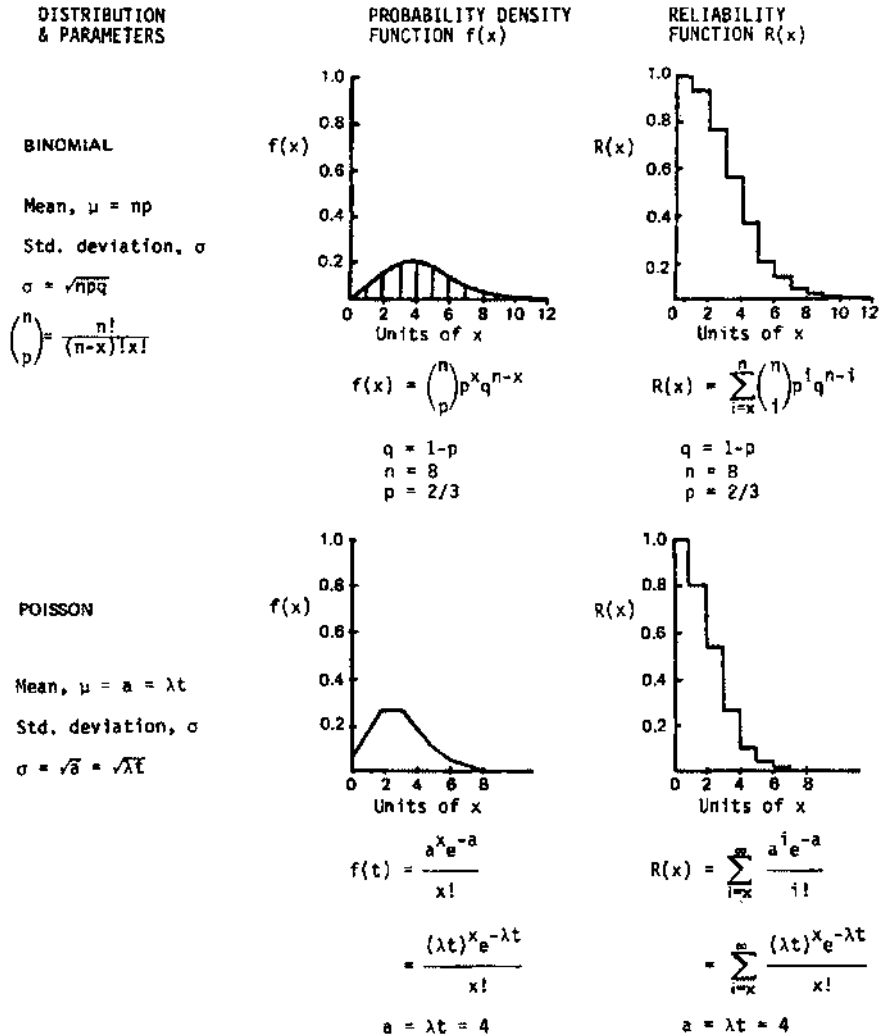 DISTRIBUTION
& PARAMETERS
PROBABILITY DENSITY
FUNCTION f(x)
RELIABILITY
FUNCTION R(x)
BINOMIAL
Mean, μ = np
Std. deviation, σ
σ = √npq
(n p) = n! / (n-x)!x!
f(x)
1.0
0.8
0.6
0.4
0.2
0 2 4 6 8 10 12
Units of x
f(x) = (n p) p^x q^n-x
q = 1-p
n = 8
p = 2/3
R(x)
1.0
0.8
0.6
0.4
0.2
0 2 4 6 8 10 12
Units of x
R(x) = n Σ i=x (n i) p^i q^n-i
q = 1-p
n = 8
p = 2/3
POISSON
Mean, μ = a = λt
Std. deviation, σ
σ = √a = √λt
f(x)
1.0
0.8
0.6
0.4
0.2
0 2 4 6 8
Units of x
f(t) = a^x e^-a / x!
= (λt)^x e^-λt / x!
a = λt = 4
R(x)
1.0
0.8
0.6
0.4
0.2
0 2 4 6 8
Units of x
R(x) = ∞ Σ i=x a^i e^-a / i!
= ∞ Σ i=x (λt)^x e^-λt / x!
a = λt = 4